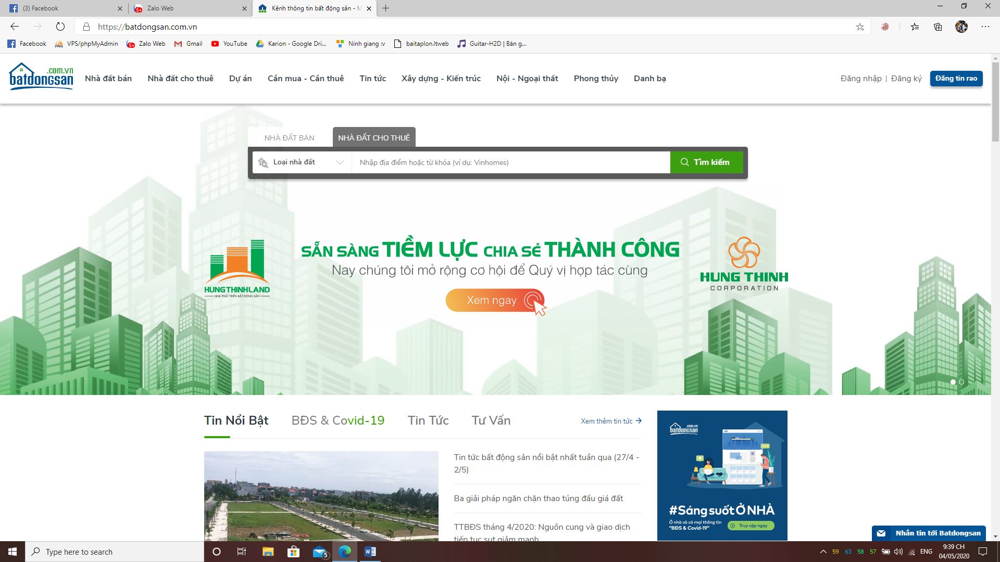 (3) Facebook
Zalo Web
Kênh thông tin bất động sản - M
https://batdongsan.com.vn
Facebook
VPS/phpMyAdmin
Zalo Web
Gmail
YouTube
Karion - Google Dri...
Ninh giang :v
baitaplon.ltweb
Guitar-H2D | Bán g...
.com.vn
batdongsan
Nhà đất bán
Nhà đất cho thuê
Dự án
Cần mua - Cần thuê
Tin tức
Xây dựng - Kiến trúc
Nội - Ngoại thất
Phong thủy
Danh bạ
Đăng nhập | Đăng ký
Đăng tin rao
NHÀ ĐẤT BÁN
NHÀ ĐẤT CHO THUÊ
Loại nhà đất
Nhập địa điểm hoặc từ khóa (ví dụ: Vinhomes)
Tìm kiếm
SẴN SÀNG TIỀM LỰC CHIA SẺ THÀNH CÔNG
Nay chúng tôi mở rộng cơ hội để Quý vị hợp tác cùng
Xem ngay
HUNGTHINHLAND
NHÀ PHÁT TRIỂN BẤT ĐỘNG SẢN
HUNG THINH
CORPORATION
Tin Nổi Bật
BĐS & Covid-19
Tin Tức
Tư Vấn
Xem thêm tin tức
Tin tức bất động sản nổi bật nhất tuần qua (27/4 -
2/5)
Ba giải pháp ngăn chặn thao túng đấu giá đất
TTBĐS tháng 4/2020: Nguồn cung và giao dịch
tiếp tục sụt giảm mạnh
.com.vn
batdongsan
#Sáng suốt Ở NHÀ
Ở nhà và có mọi thông tin
"BĐS & Covid-19"
Truy cập ngay
Nhắn tin tới Batdongsan
Type here to search
5
59 63 58 57
ENG
9:39 CH
04/05/2020